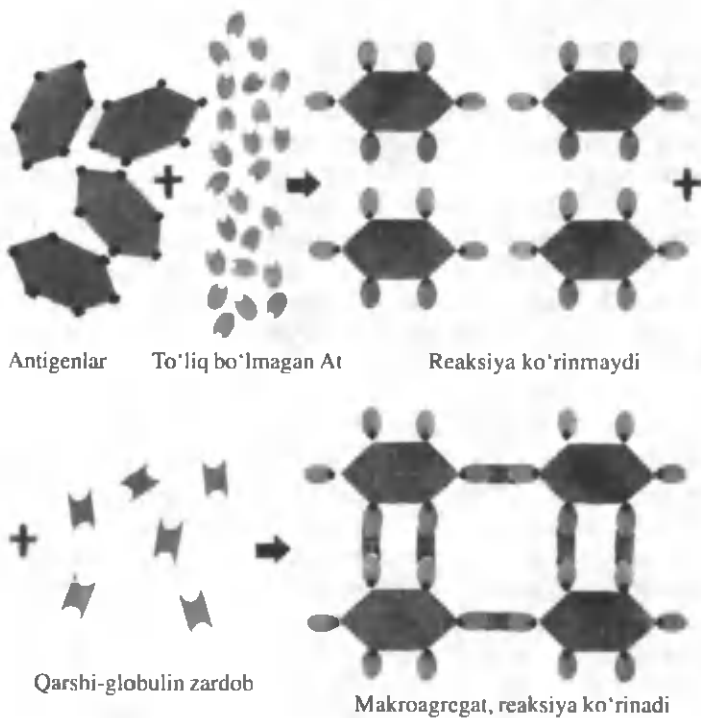 Antigenlar
To‘liq bo‘lmagan At
Reaksiya ko‘rinmaydi
Qarshi-globulin zardob
Makroagregat, reaksiya ko‘rinadi